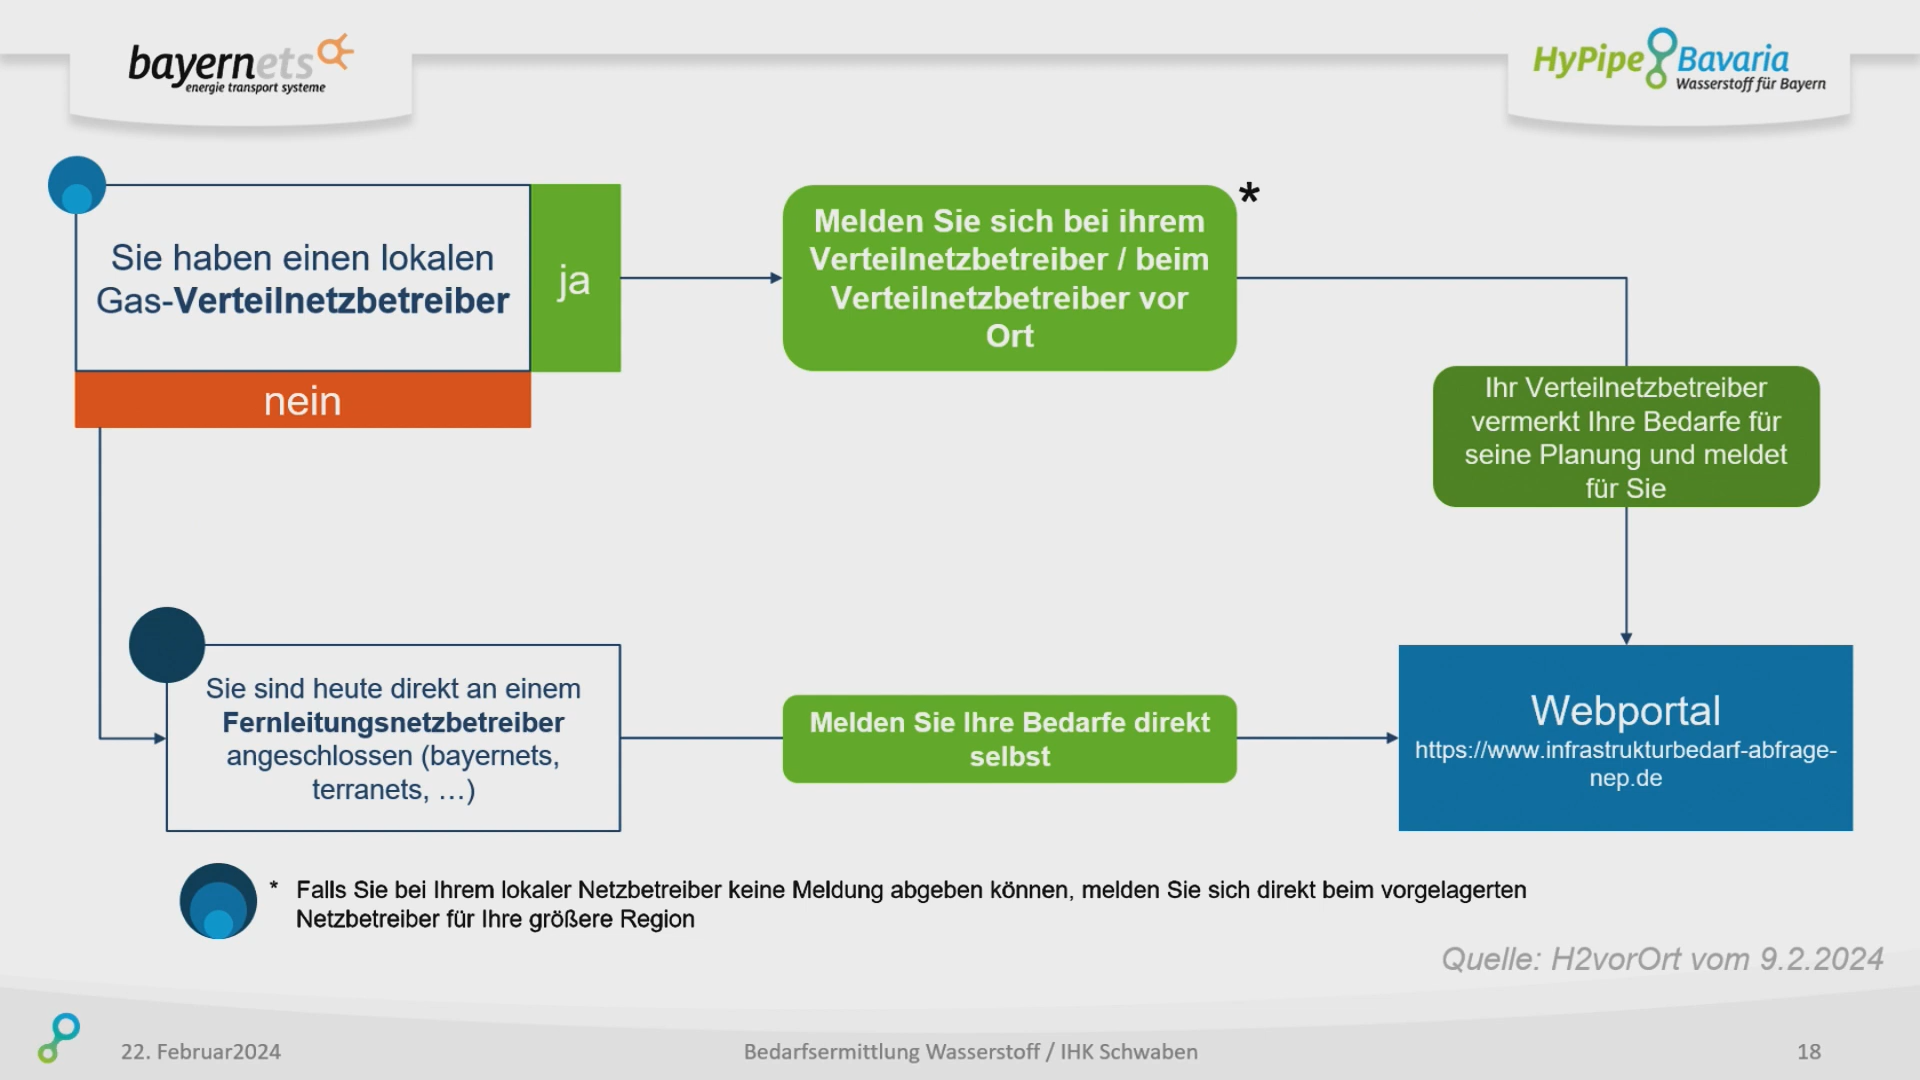 bayernets
energie transport systeme
HyPipe Bavaria
Wasserstoff für Bayern
Sie haben einen lokalen
Gas-Verteilnetzbetreiber
ja
nein
Melden Sie sich bei ihrem
Verteilnetzbetreiber / beim
Verteilnetzbetreiber vor
Ort
*
Ihr Verteilnetzbetreiber
vermerkt Ihre Bedarfe für
seine Planung und meldet
für Sie
Sie sind heute direkt an einem
Fernleitungsnetzbetreiber
angeschlossen (bayernets,
terranets, …)
Melden Sie Ihre Bedarfe direkt
selbst
Webportal
https://www.infrastrukturbedarf-abfrage-
nep.de
* Falls Sie bei Ihrem lokaler Netzbetreiber keine Meldung abgeben können, melden Sie sich direkt beim vorgelagerten
Netzbetreiber für Ihre größere Region
Quelle: H2vorOrt vom 9.2.2024
22. Februar2024
Bedarfsermittlung Wasserstoff / IHK Schwaben
18